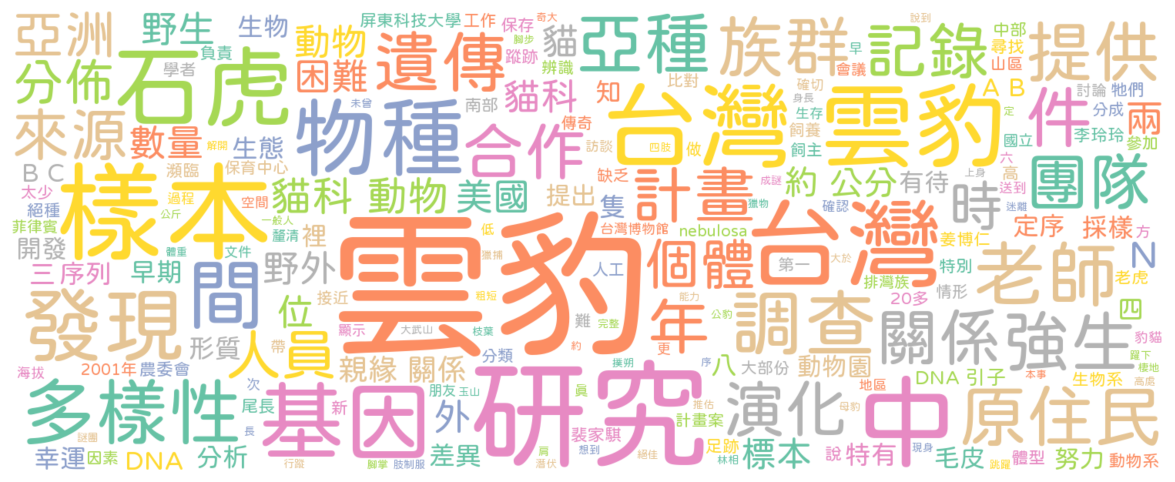 亞洲 野生 生物 屏東科技大學 工作 保存 奇大 貓 亞種 族群 說到 早 會議 記錄 中部 尋找 山區 提供
分佈 石虎 負責 學者 動物 困難 遺傳 蹤跡 腳步 辨識 貓科 南部 比對 確切 身長 知 A B 討論 牠們
來源 數量 生態 未曾 物種 合作 傳奇 訪談 四肢 做 台灣雲豹 飼養 飼主 生存 件 定 國立 分成 李玲玲 兩 參加
B C 瀕臨 保育中心 解開 缺乏 成謎 獵物 六 高 上身 送到 團隊
太少 絕種 樣本 過程 空間 貓科 動物 美國 提出 隻 計畫 約 公分 有待 時 迷離 定序 採樣 方
菲律賓 公斤 一般人 台灣博物館 nebulosa 確認 姜博仁
開發 體重 文件 釐清 裡 低 獵捕 雲豹 個體 台灣 第一 大於 特別 老師 N 老虎
三 序列 早期 間 野外 人工 排灣族 20多 情形 四
發現 接近 位 顯示 大武山 枝葉 難 完整 年 能力 公豹 調查 關係 強生 豹貓
海拔 形質 人員 帶 親緣 關係 粗短 分類 豹 撲朔 更 八 序 大部份 動物園 DNA 引子 地區 本事 生物系 躍下 棲地 高處
2001年 農委會 次 尾長 新 朋友 玉山 真 推估 母豹
多樣性 謎團 基因 外 研究 裴家騏 計畫案 演化 中 原住民
幸運 因素 DNA 分析 長 行蹤 腳掌 差異 肢制服 肩 潛伏 想到 絕佳 足跡 林相 標本 說 特有 現身 毛皮 跳躍 體型 努力 動物系